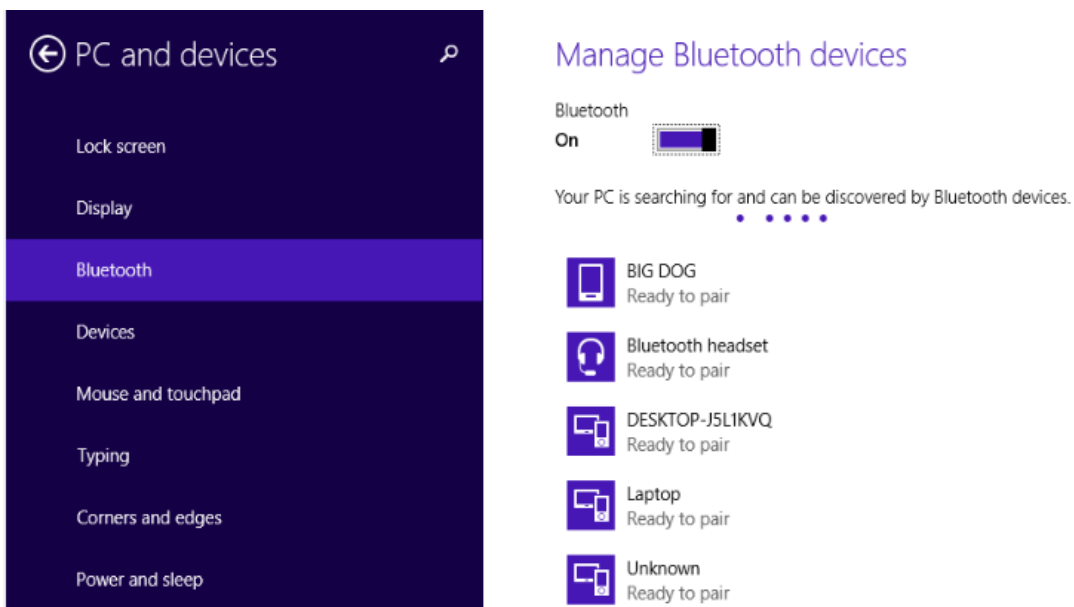 PC and devices
Lock screen
Display
Bluetooth
Devices
Mouse and touchpad
Typing
Corners and edges
Power and sleep
Manage Bluetooth devices
Bluetooth
On
Your PC is searching for and can be discovered by Bluetooth devices.
BIG DOG
Ready to pair
Bluetooth headset
Ready to pair
DESKTOP-J5L1KVQ
Ready to pair
Laptop
Ready to pair
Unknown
Ready to pair